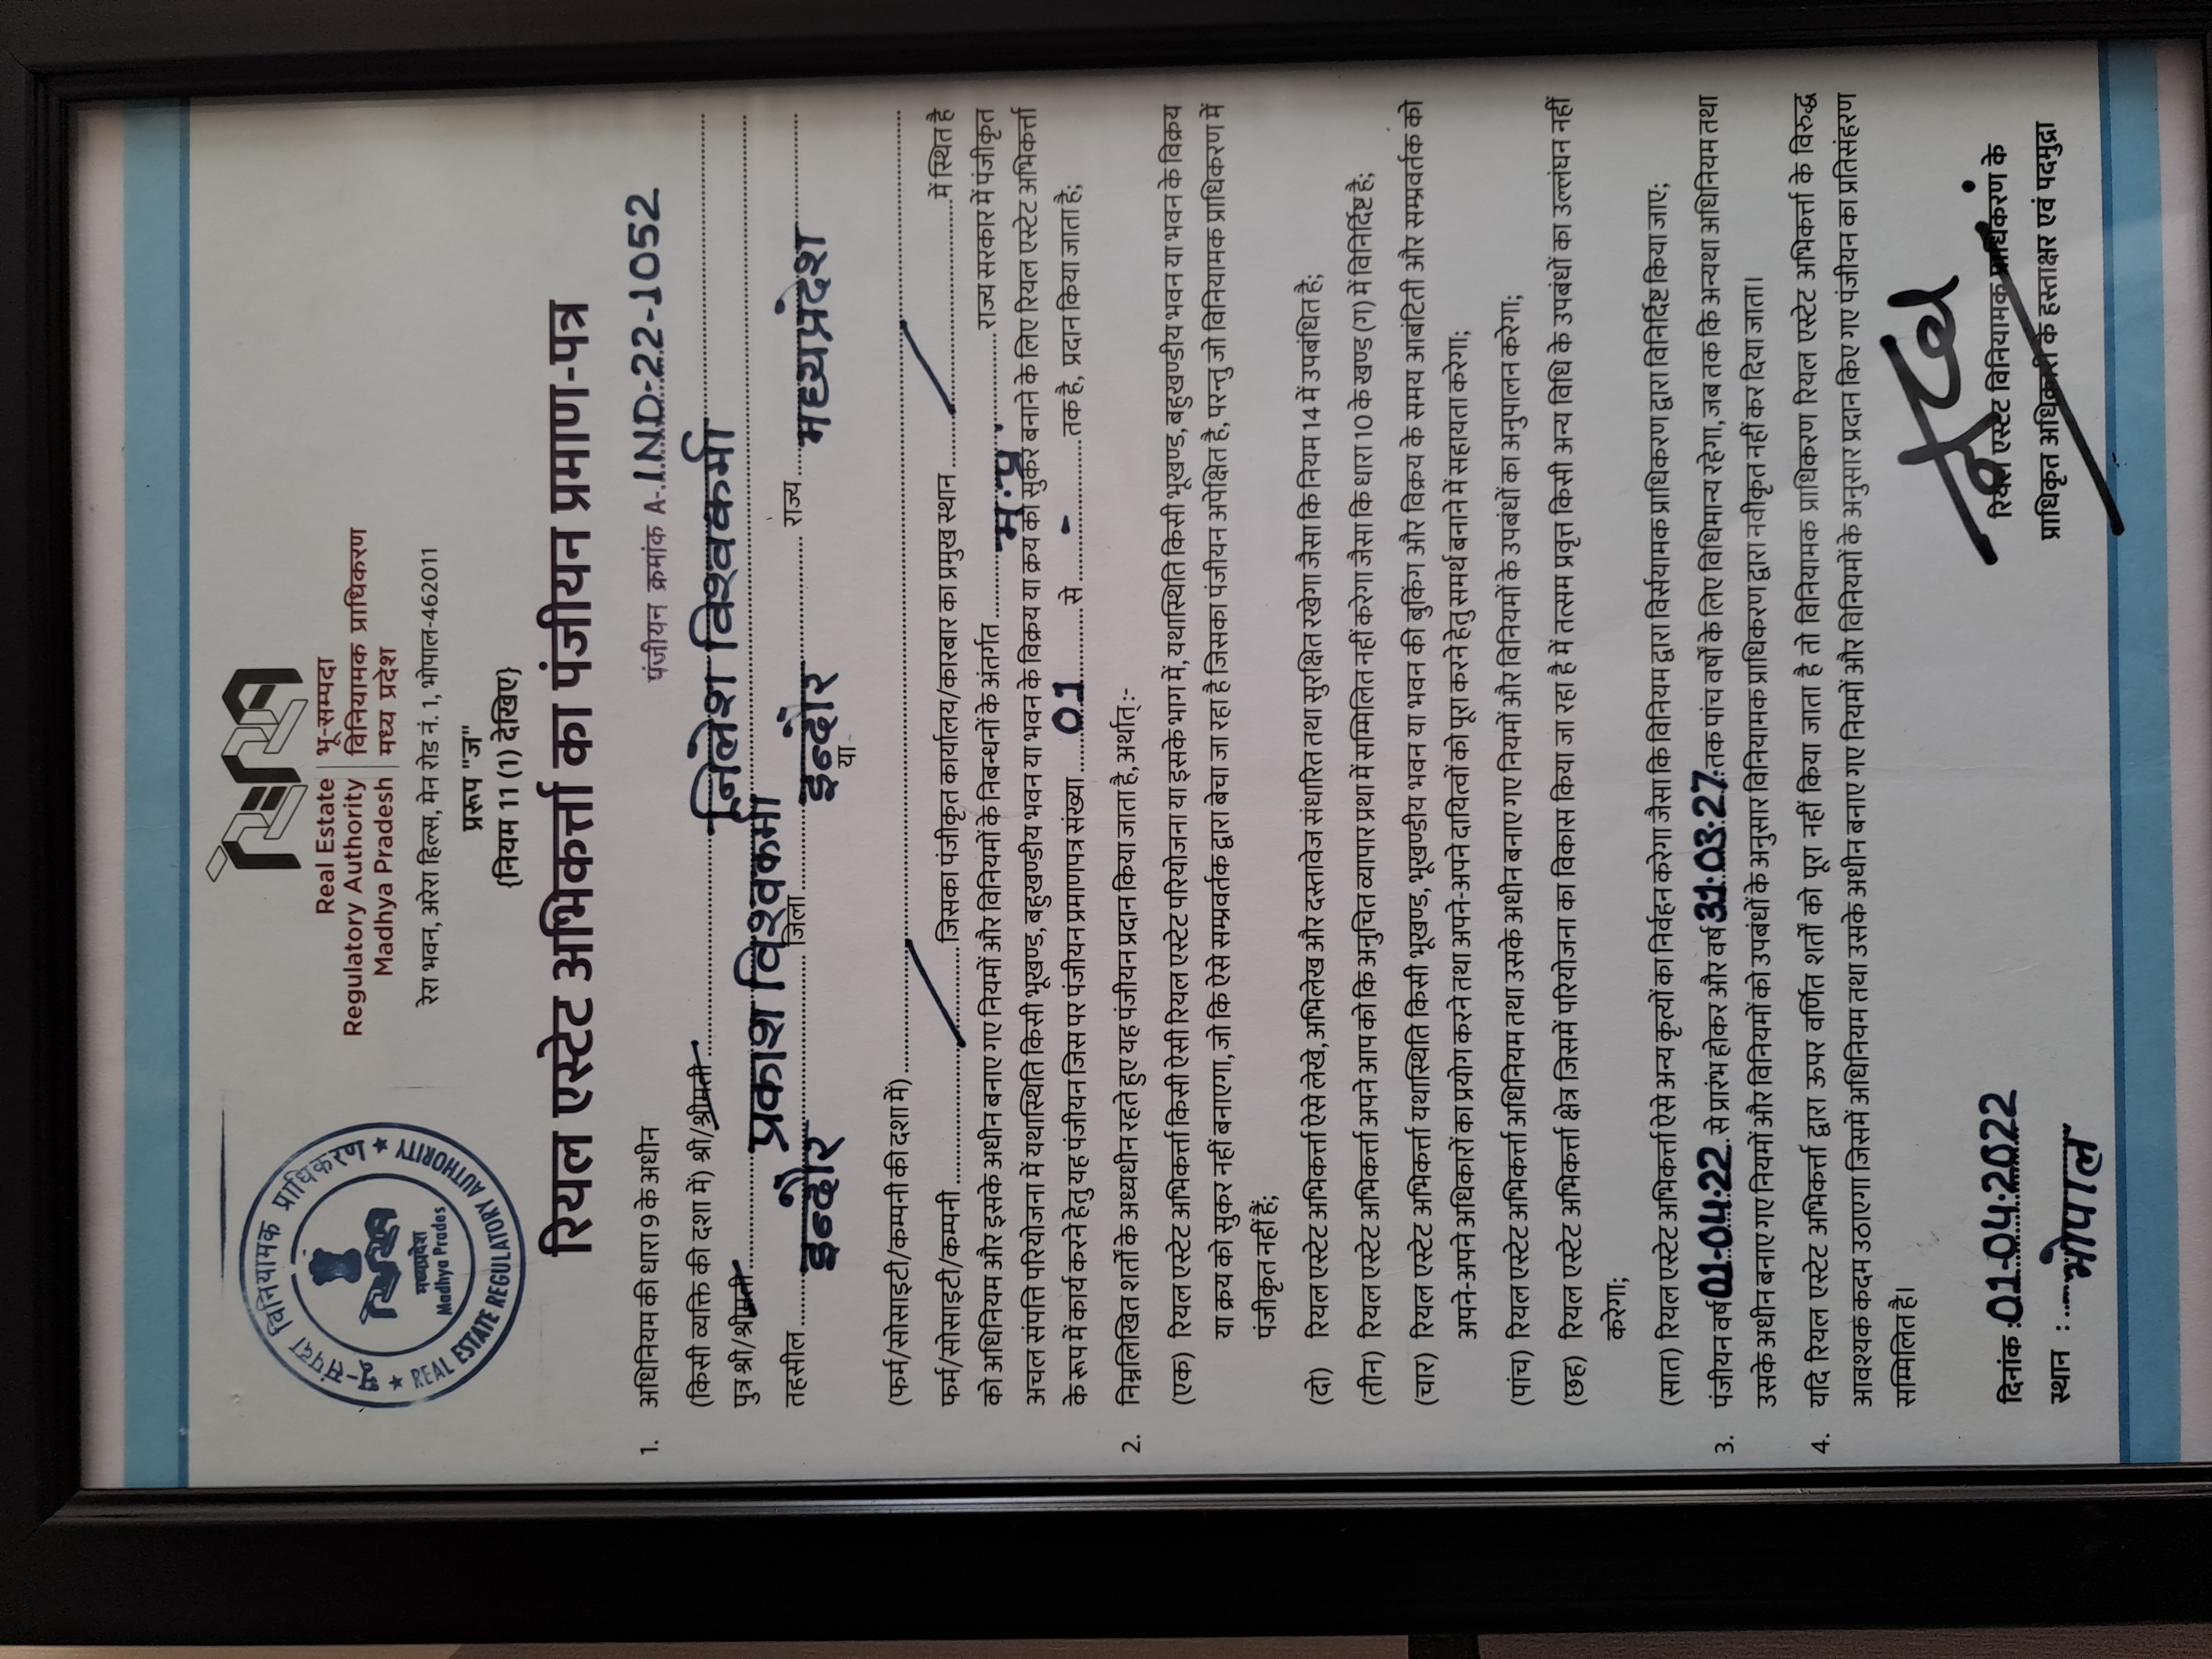 भू-संपदा विनियामक प्राधिकरण
REAL ESTATE REGULATORY AUTHORITY
मध्यप्रदेश
Madhya Prades
rera
Real Estate भू-सम्पदा
Regulatory Authority विनियामक प्राधिकरण
Madhya Pradesh मध्य प्रदेश
रेरा भवन, अरेरा हिल्स, मेन रोड नं. 1, भोपाल-462011
प्ररूप "ज"
{नियम 11 (1) देखिए}
रियल एस्टेट अभिकर्त्ता का पंजीयन प्रमाण-पत्र
पंजीयन क्रमांक A-IND-22-1052
1. अधिनियम की धारा 9 के अधीन
(किसी व्यक्ति की दशा में) श्री/श्रीमती निलेश विश्वकर्मा
पुत्र श्री/श्रीमती प्रकाश विश्वकर्मा
तहसील इन्दौर जिला इन्दौर राज्य मध्यप्रदेश
या
(फर्म/सोसाइटी/कम्पनी की दशा में)
फर्म/सोसाइटी/कम्पनी जिसका पंजीकृत कार्यालय/कारबार का प्रमुख स्थान में स्थित है
को अधिनियम और इसके अधीन बनाए गए नियमों और विनियमों के निबन्धनों के अंतर्गत म.प्र. राज्य सरकार में पंजीकृत
अचल संपत्ति परियोजना में यथास्थिति किसी भूखण्ड, बहुखण्डीय भवन या भवन के विक्रय या क्रय को सुकर बनाने के लिए रियल एस्टेट अभिकर्त्ता
के रूप में कार्य करने हेतु यह पंजीयन जिस पर पंजीयन प्रमाणपत्र संख्या 01 से - तक है, प्रदान किया जाता है;
2. निम्नलिखित शर्तों के अध्यधीन रहते हुए यह पंजीयन प्रदान किया जाता है, अर्थात्:-
(एक) रियल एस्टेट अभिकर्त्ता किसी ऐसी रियल एस्टेट परियोजना या इसके भाग में, यथास्थिति किसी भूखण्ड, बहुखण्डीय भवन या भवन के विक्रय
या क्रय को सुकर नहीं बनाएगा, जो कि ऐसे सम्प्रवर्तक द्वारा बेचा जा रहा है जिसका पंजीयन अपेक्षित है, परन्तु जो विनियामक प्राधिकरण में
पंजीकृत नहीं है;
(दो) रियल एस्टेट अभिकर्त्ता ऐसे लेखे, अभिलेख और दस्तावेज संधारित तथा सुरक्षित रखेगा जैसा कि नियम 14 में उपबंधित है;
(तीन) रियल एस्टेट अभिकर्त्ता अपने आप को कि अनुचित व्यापार प्रथा में सम्मिलित नहीं करेगा जैसा कि धारा 10 के खण्ड (ग) में विनिर्दिष्ट है;
(चार) रियल एस्टेट अभिकर्त्ता यथास्थिति किसी भूखण्ड, भूखण्डीय भवन या भवन की बुकिंग और विक्रय के समय आबंटिती और सम्प्रवर्तक को
अपने-अपने अधिकारों का प्रयोग करने तथा अपने-अपने दायित्वों को पूरा करने हेतु समर्थ बनाने में सहायता करेगा;
(पांच) रियल एस्टेट अभिकर्त्ता अधिनियम तथा उसके अधीन बनाए गए नियमों और विनियमों के उपबंधों का अनुपालन करेगा;
(छह) रियल एस्टेट अभिकर्त्ता क्षेत्र जिसमें परियोजना का विकास किया जा रहा है में तत्सम प्रवृत्त किसी अन्य विधि के उपबंधों का उल्लंघन नहीं
करेगा;
(सात) रियल एस्टेट अभिकर्त्ता ऐसे अन्य कृत्यों का निर्वहन करेगा जैसा कि विनियम द्वारा विर्सयामक प्राधिकरण द्वारा विनिर्दिष्ट किया जाए;
3. पंजीयन वर्ष 01-04-22 से प्रारंभ होकर और वर्ष 31-03-27 तक पांच वर्षों के लिए विधिमान्य रहेगा, जब तक कि अन्यथा अधिनियम तथा
उसके अधीन बनाए गए नियमों और विनियमों को उपबंधों के अनुसार विनियामक प्राधिकरण द्वारा नवीकृत नहीं कर दिया जाता।
4. यदि रियल एस्टेट अभिकर्त्ता द्वारा ऊपर वर्णित शर्तों को पूरा नहीं किया जाता है तो विनियामक प्राधिकरण रियल एस्टेट अभिकर्त्ता के विरुद्ध
आवश्यक कदम उठाएगा जिसमें अधिनियम तथा उसके अधीन बनाए गए नियमों और विनियमों के अनुसार प्रदान किए गए पंजीयन का प्रतिसंहरण
सम्मिलित है।
दिनांक : 01-04-2022
स्थान : भोपाल
रियल एस्टेट विनियामक प्राधिकरण के
प्राधिकृत अधिकारी के हस्ताक्षर एवं पदमुद्रा